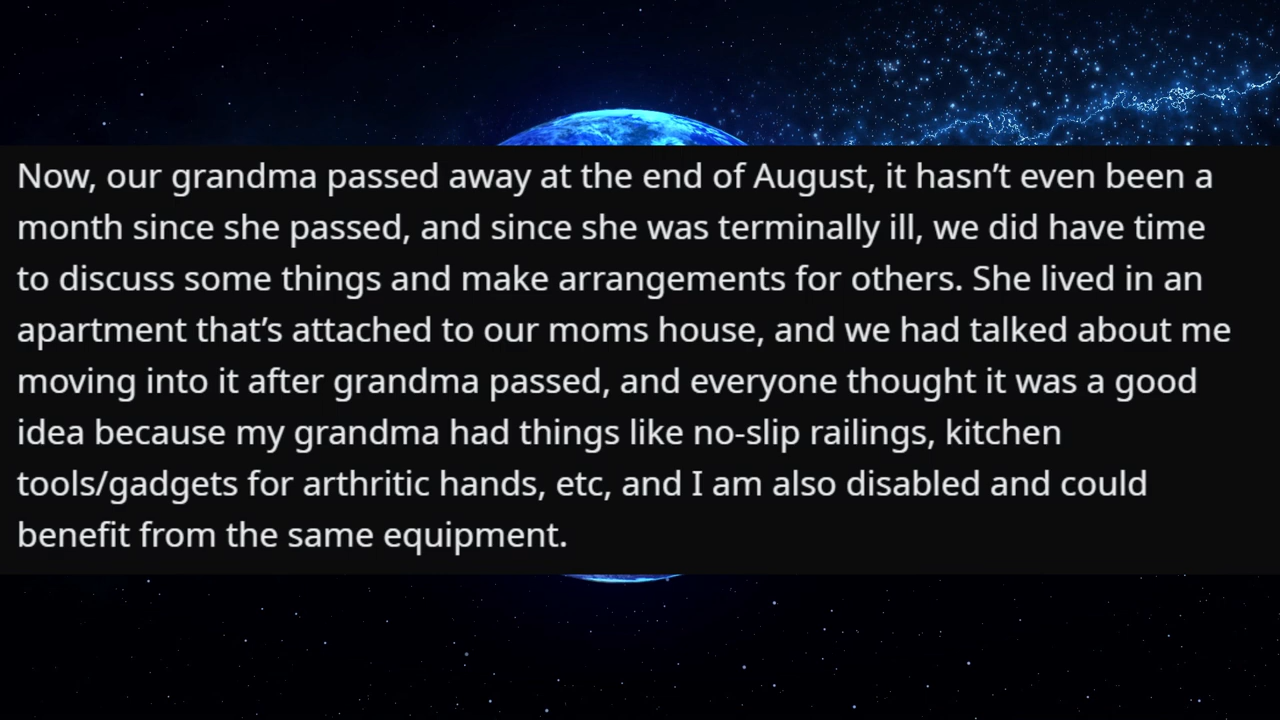 Now, our grandma passed away at the end of August, it hasn’t even been a
month since she passed, and since she was terminally ill, we did have time
to discuss some things and make arrangements for others. She lived in an
apartment that’s attached to our moms house, and we had talked about me
moving into it after grandma passed, and everyone thought it was a good
idea because my grandma had things like no-slip railings, kitchen
tools/gadgets for arthritic hands, etc, and I am also disabled and could
benefit from the same equipment.